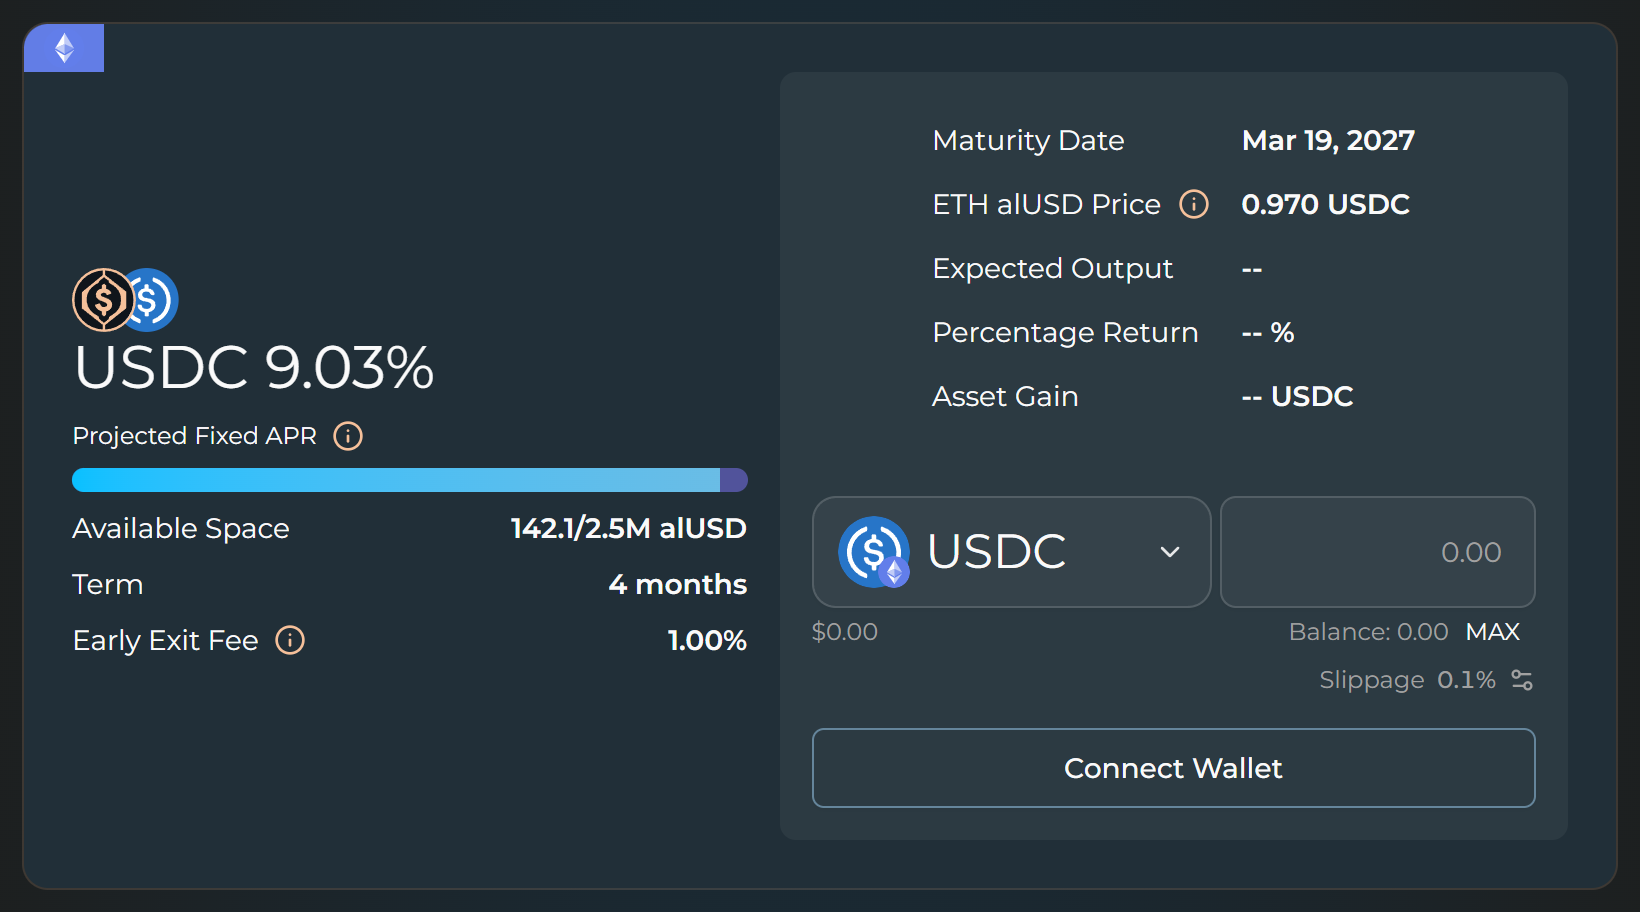 USDC 9.03%
Projected Fixed APR
Available Space 142.1/2.5M alUSD
Term 4 months
Early Exit Fee 1.00%
Maturity Date Mar 19, 2027
ETH alUSD Price 0.970 USDC
Expected Output --
Percentage Return -- %
Asset Gain -- USDC
USDC 0.00
$0.00 Balance: 0.00 MAX
Slippage 0.1%
Connect Wallet